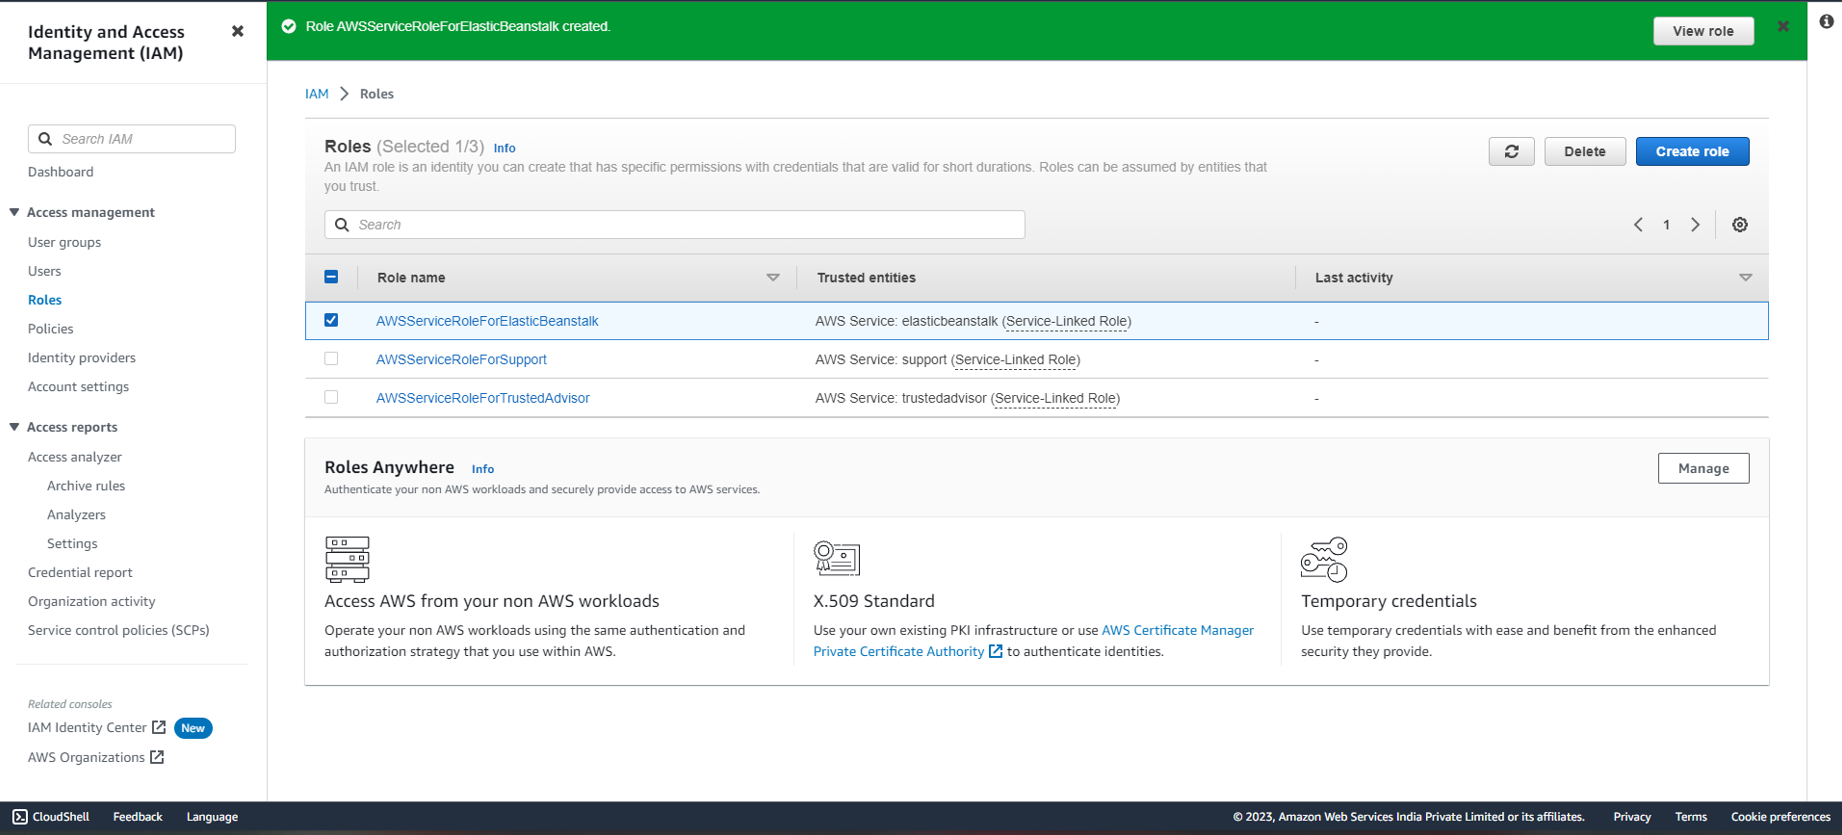 Identity and Access
Management (IAM)
Role AWSServiceRoleForElasticBeanstalk created.
View role
IAM
Roles
Search IAM
Dashboard
Access management
User groups
Users
Roles
Policies
Identity providers
Account settings
Access reports
Access analyzer
Archive rules
Analyzers
Settings
Credential report
Organization activity
Service control policies (SCPs)
Related consoles
IAM Identity Center
New
AWS Organizations
Roles (Selected 1/3) Info
An IAM role is an identity you can create that has specific permissions with credentials that are valid for short durations. Roles can be assumed by entities that
you trust.
Delete
Create role
Search
1
Role name
Trusted entities
Last activity
AWSServiceRoleForElasticBeanstalk
AWS Service: elasticbeanstalk (Service-Linked Role)
-
AWSServiceRoleForSupport
AWS Service: support (Service-Linked Role)
-
AWSServiceRoleForTrustedAdvisor
AWS Service: trustedadvisor (Service-Linked Role)
-
Roles Anywhere Info
Authenticate your non AWS workloads and securely provide access to AWS services.
Manage
Access AWS from your non AWS workloads
Operate your non AWS workloads using the same authentication and
authorization strategy that you use within AWS.
X.509 Standard
Use your own existing PKI infrastructure or use AWS Certificate Manager
Private Certificate Authority to authenticate identities.
Temporary credentials
Use temporary credentials with ease and benefit from the enhanced
security they provide.
CloudShell
Feedback
Language
© 2023, Amazon Web Services India Private Limited or its affiliates.
Privacy
Terms
Cookie preferences